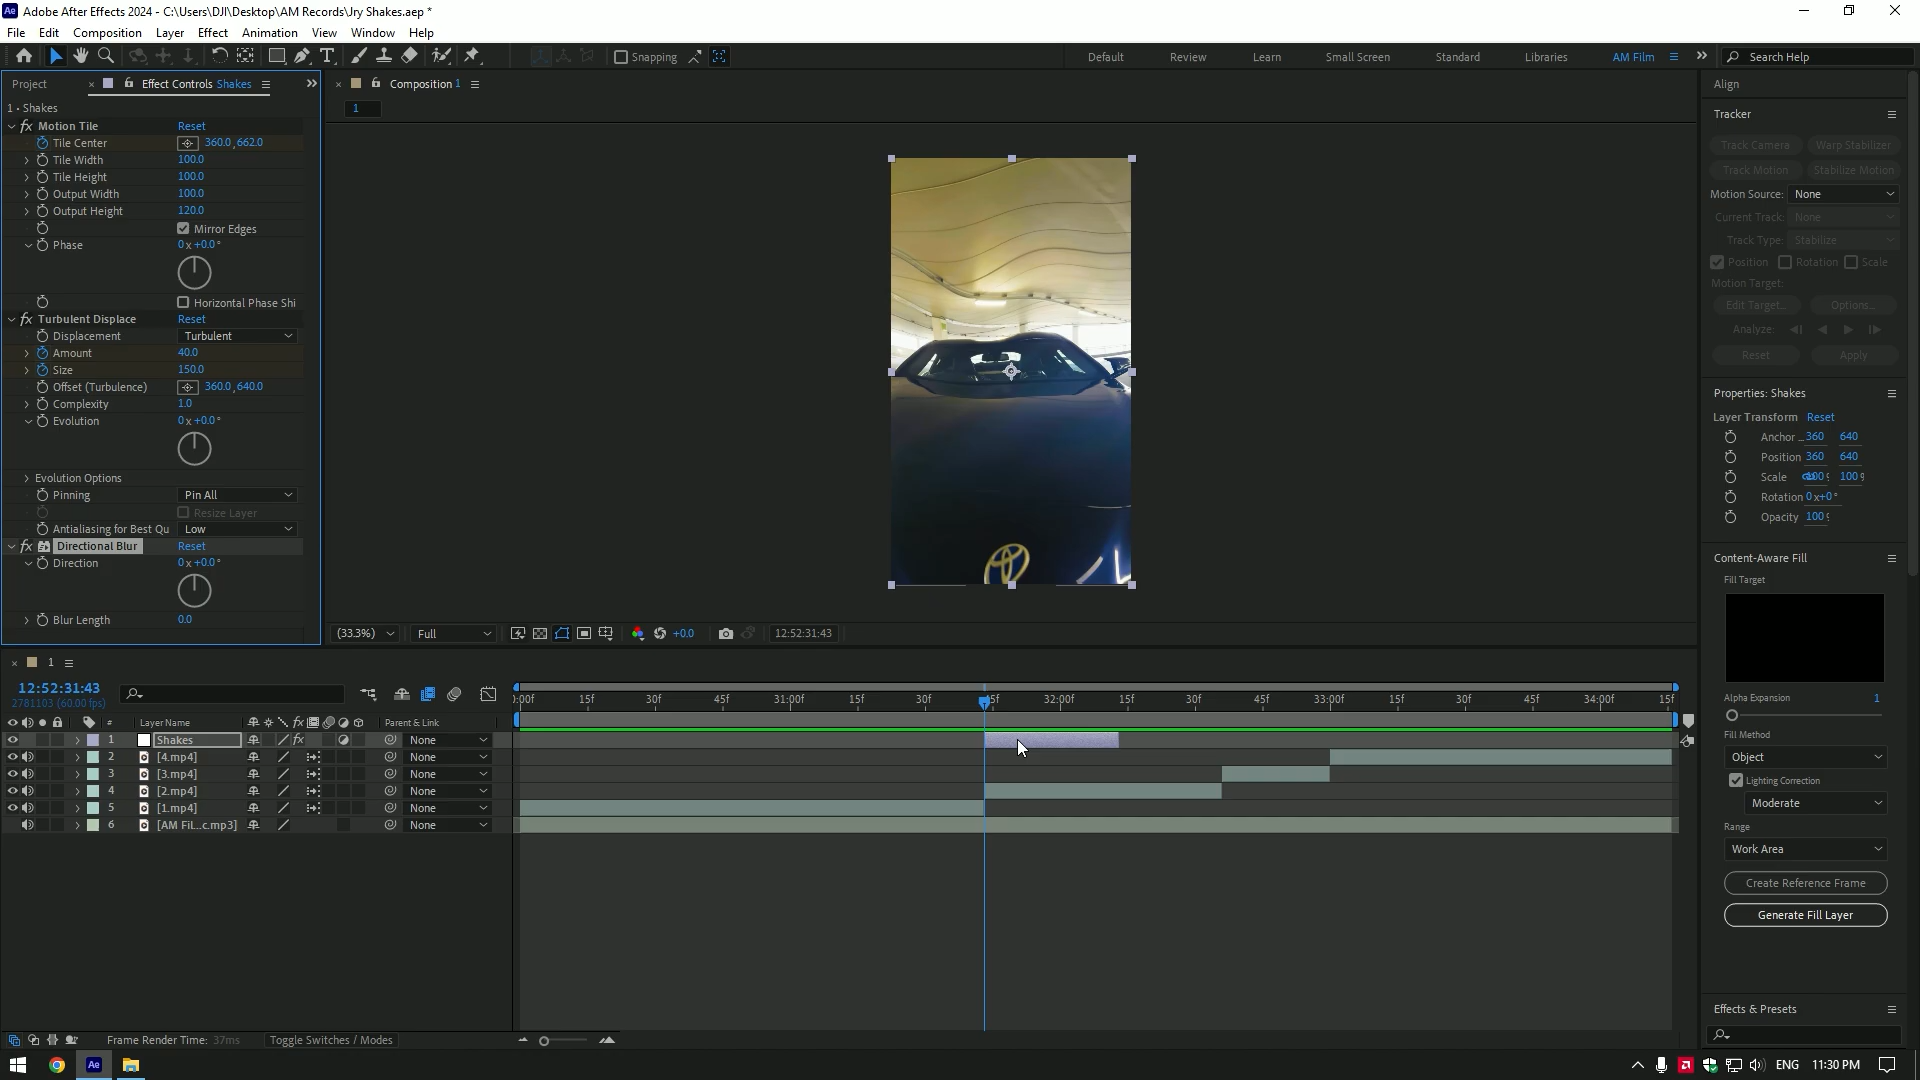 Adobe After Effects 2024 - C:\Users\DJI\Desktop\AM Records\Jry Shakes.aep *
File Edit Composition Layer Effect Animation View Window Help
Snapping
Default Review Learn Small Screen Standard Libraries AM Film Search Help
Project Effect Controls Shakes
1 • Shakes
Motion Tile Reset
Tile Center 360.0,662.0
Tile Width 100.0
Tile Height 100.0
Output Width 100.0
Output Height 120.0
Mirror Edges
Phase 0x+0.0°
Horizontal Phase Shi
Turbulent Displace Reset
Displacement Turbulent
Amount 40.0
Size 150.0
Offset (Turbulence) 360.0,640.0
Complexity 1.0
Evolution 0x+0.0°
Evolution Options
Pinning Pin All
Resize Layer
Antialiasing for Best Qu Low
Directional Blur Reset
Direction 0x+0.0°
Blur Length 0.0
Composition 1
1
(33.3%) Full +0.0 12:52:31:43
Align
Tracker
Track Camera Warp Stabilizer
Track Motion Stabilize Motion
Motion Source: None
Current Track: None
Track Type: Stabilize
Position Rotation Scale
Motion Target:
Edit Target... Options...
Analyze:
Reset Apply
Properties: Shakes
Layer Transform Reset
Anchor .. 360 640
Position 360 640
Scale 100 100
Rotation 0x+0°
Opacity 100
Content-Aware Fill
Fill Target
Alpha Expansion 1
Fill Method
Object
Lighting Correction
Moderate
Range
Work Area
Create Reference Frame
Generate Fill Layer
Effects & Presets
1
12:52:31:43
2781103 (60.00 fps)
:00f 15f 30f 45f 31:00f 15f 30f 45f 32:00f 15f 30f 45f 33:00f 15f 30f 45f 34:00f 15f
# Layer Name fx Parent & Link
1 Shakes fx None
2 [4.mp4] None
3 [3.mp4] None
4 [2.mp4] None
5 [1.mp4] None
6 [AM Fil...c.mp3] None
Frame Render Time: 37ms Toggle Switches / Modes
Ae ENG 11:30 PM